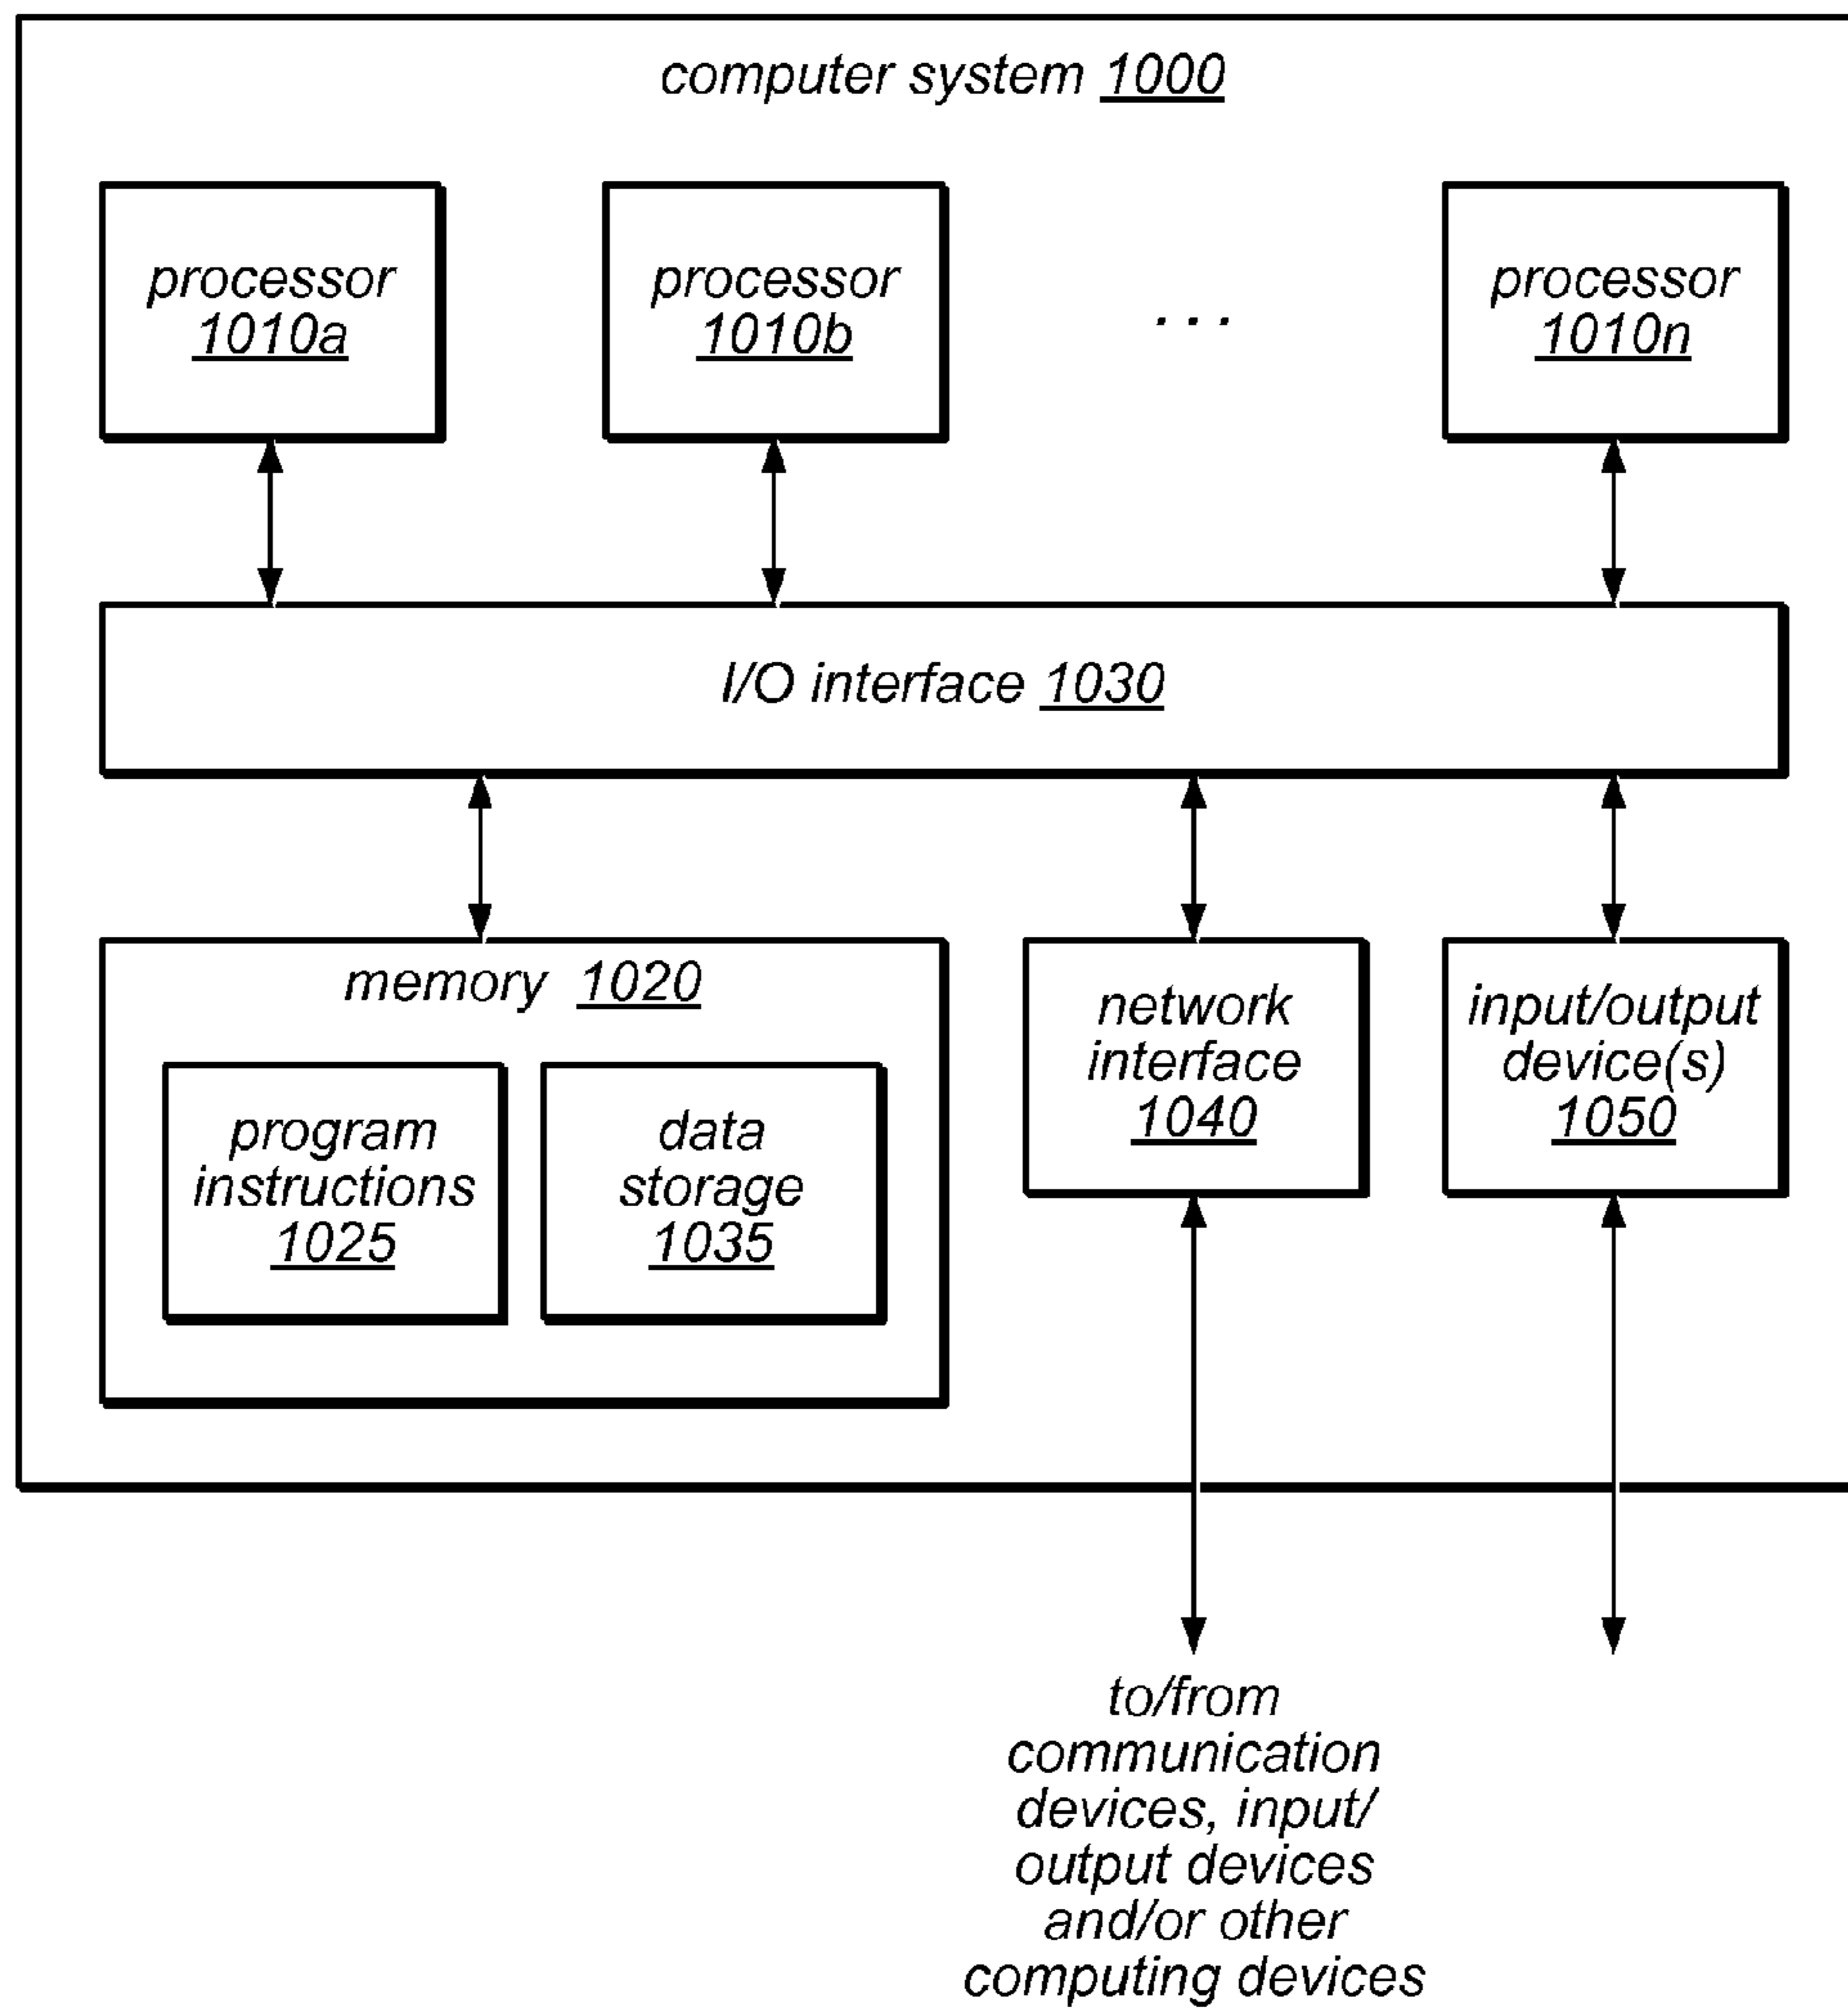 computer system 1000
processor
1010a
processor
1010b
. . .
processor
1010n
I/O interface 1030
memory 1020
program
instructions
1025
data
storage
1035
network
interface
1040
input/output
device(s)
1050
to/from
communication
devices, input/
output devices
and/or other
computing devices